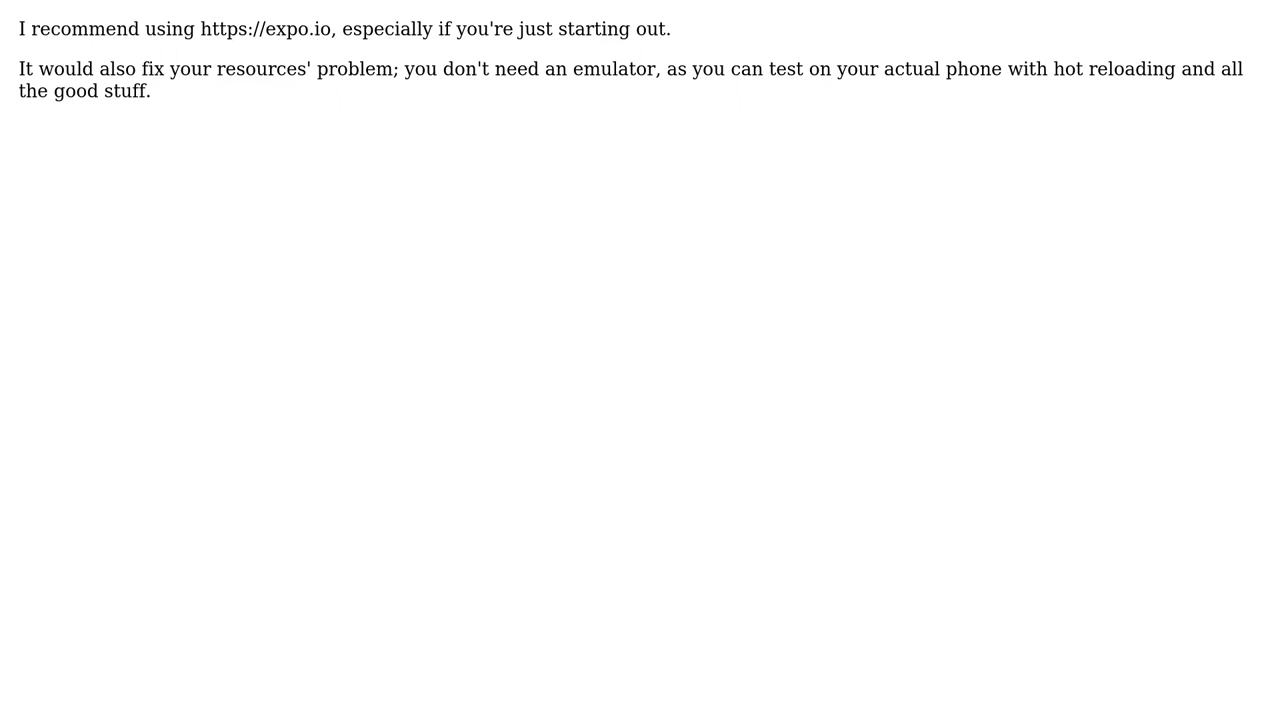 I recommend using https://expo.io, especially if you're just starting out.
It would also fix your resources' problem; you don't need an emulator, as you can test on your actual phone with hot reloading and all
the good stuff.